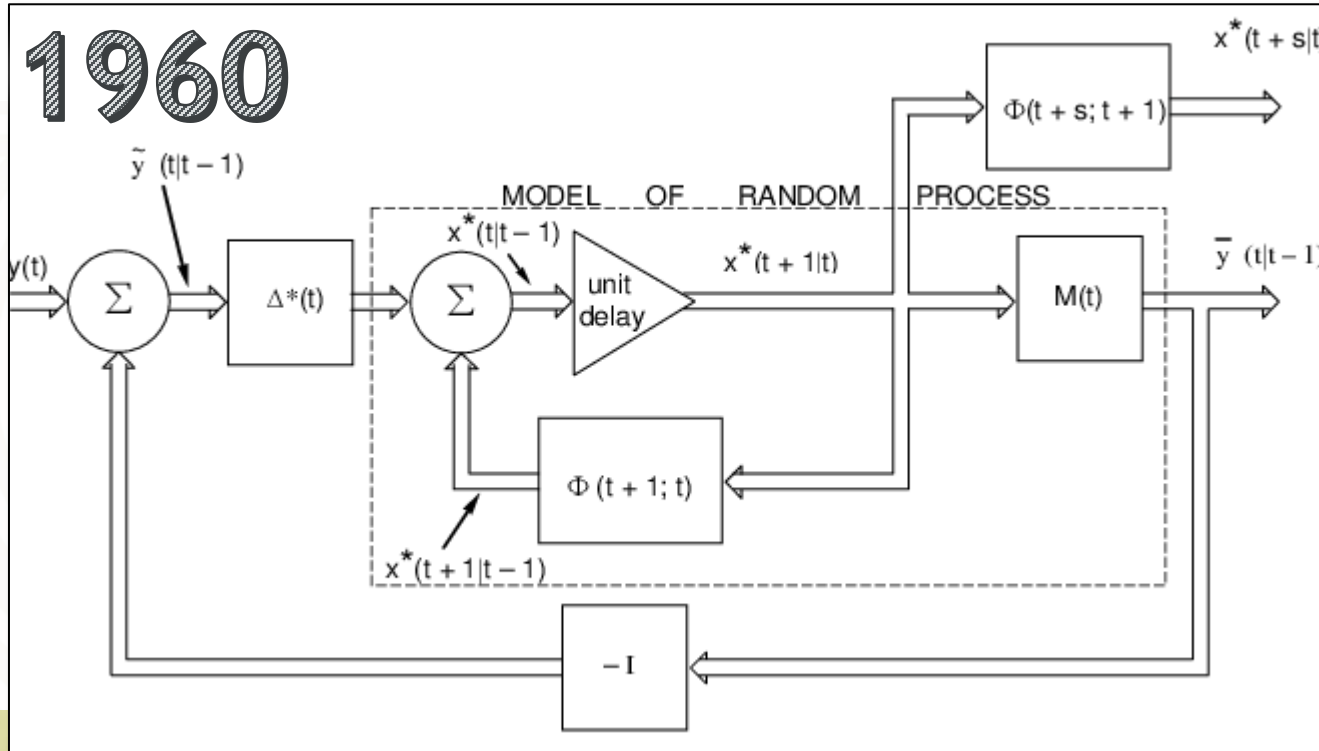 1960
x*(t + s|t
Φ(t + s; t + 1)
ỹ (t|t – 1)
MODEL OF RANDOM PROCESS
x*(t|t – 1)
y(t)
Σ
Δ*(t)
Σ
unit
delay
x*(t + 1|t)
M(t)
y̅ (t|t – 1)
Φ (t + 1; t)
x*(t + 1|t – 1)
– I